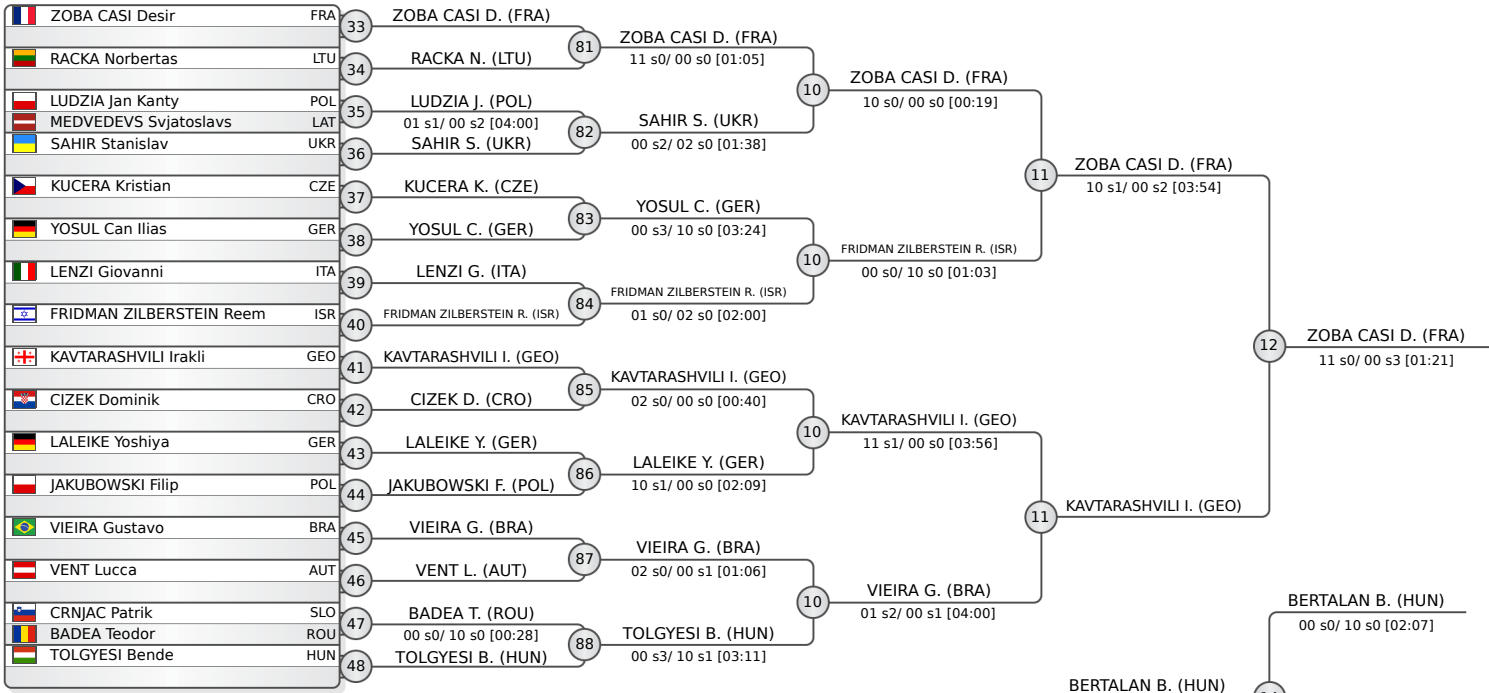 ZOBA CASI Desir FRA
RACKA Norbertas LTU
LUDZIA Jan Kanty POL
MEDVEDEVS Svjatoslavs LAT
SAHIR Stanislav UKR
KUCERA Kristian CZE
YOSUL Can Ilias GER
LENZI Giovanni ITA
FRIDMAN ZILBERSTEIN Reem ISR
KAVTARASHVILI Irakli GEO
CIZEK Dominik CRO
LALEIKE Yoshiya GER
JAKUBOWSKI Filip POL
VIEIRA Gustavo BRA
VENT Lucca AUT
CRNJAC Patrik SLO
BADEA Teodor ROU
TOLGYESI Bende HUN
33
34
35
36
37
38
39
40
41
42
43
44
45
46
47
48
ZOBA CASI D. (FRA)
RACKA N. (LTU)
LUDZIA J. (POL)
01 s1/ 00 s2 [04:00]
SAHIR S. (UKR)
KUCERA K. (CZE)
YOSUL C. (GER)
LENZI G. (ITA)
FRIDMAN ZILBERSTEIN R. (ISR)
KAVTARASHVILI I. (GEO)
CIZEK D. (CRO)
LALEIKE Y. (GER)
JAKUBOWSKI F. (POL)
VIEIRA G. (BRA)
VENT L. (AUT)
BADEA T. (ROU)
00 s0/ 10 s0 [00:28]
TOLGYESI B. (HUN)
81
82
83
84
85
86
87
88
ZOBA CASI D. (FRA)
11 s0/ 00 s0 [01:05]
SAHIR S. (UKR)
00 s2/ 02 s0 [01:38]
YOSUL C. (GER)
00 s3/ 10 s0 [03:24]
FRIDMAN ZILBERSTEIN R. (ISR)
01 s0/ 02 s0 [02:00]
KAVTARASHVILI I. (GEO)
02 s0/ 00 s0 [00:40]
LALEIKE Y. (GER)
10 s1/ 00 s0 [02:09]
VIEIRA G. (BRA)
02 s0/ 00 s1 [01:06]
TOLGYESI B. (HUN)
00 s3/ 10 s1 [03:11]
10
10
10
10
ZOBA CASI D. (FRA)
10 s0/ 00 s0 [00:19]
FRIDMAN ZILBERSTEIN R. (ISR)
00 s0/ 10 s0 [01:03]
KAVTARASHVILI I. (GEO)
11 s1/ 00 s0 [03:56]
VIEIRA G. (BRA)
01 s2/ 00 s1 [04:00]
11
11
ZOBA CASI D. (FRA)
10 s1/ 00 s2 [03:54]
KAVTARASHVILI I. (GEO)
12
ZOBA CASI D. (FRA)
11 s0/ 00 s3 [01:21]
BERTALAN B. (HUN)
00 s0/ 10 s0 [02:07]
BERTALAN B. (HUN)